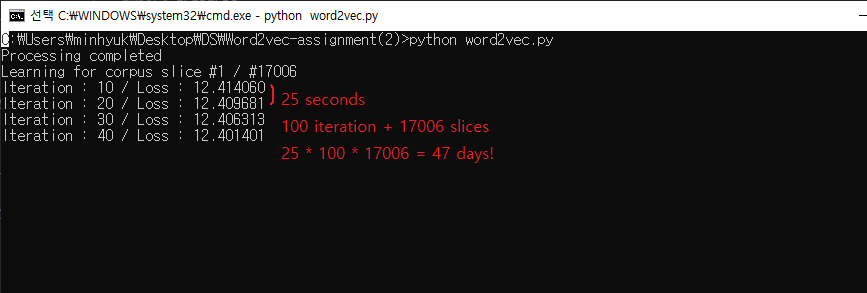 선택 C:₩WINDOWS₩system32₩cmd.exe - python  word2vec.py
C:₩Users₩minhyuk₩Desktop₩DS₩Word2vec-assignment(2)>python word2vec.py
Processing completed
Learning for corpus slice #1 / #17006
Iteration : 10 / Loss : 12.414060
Iteration : 20 / Loss : 12.409681
25 seconds
Iteration : 30 / Loss : 12.406313
100 iteration + 17006 slices
Iteration : 40 / Loss : 12.401401
25 * 100 * 17006 = 47 days!